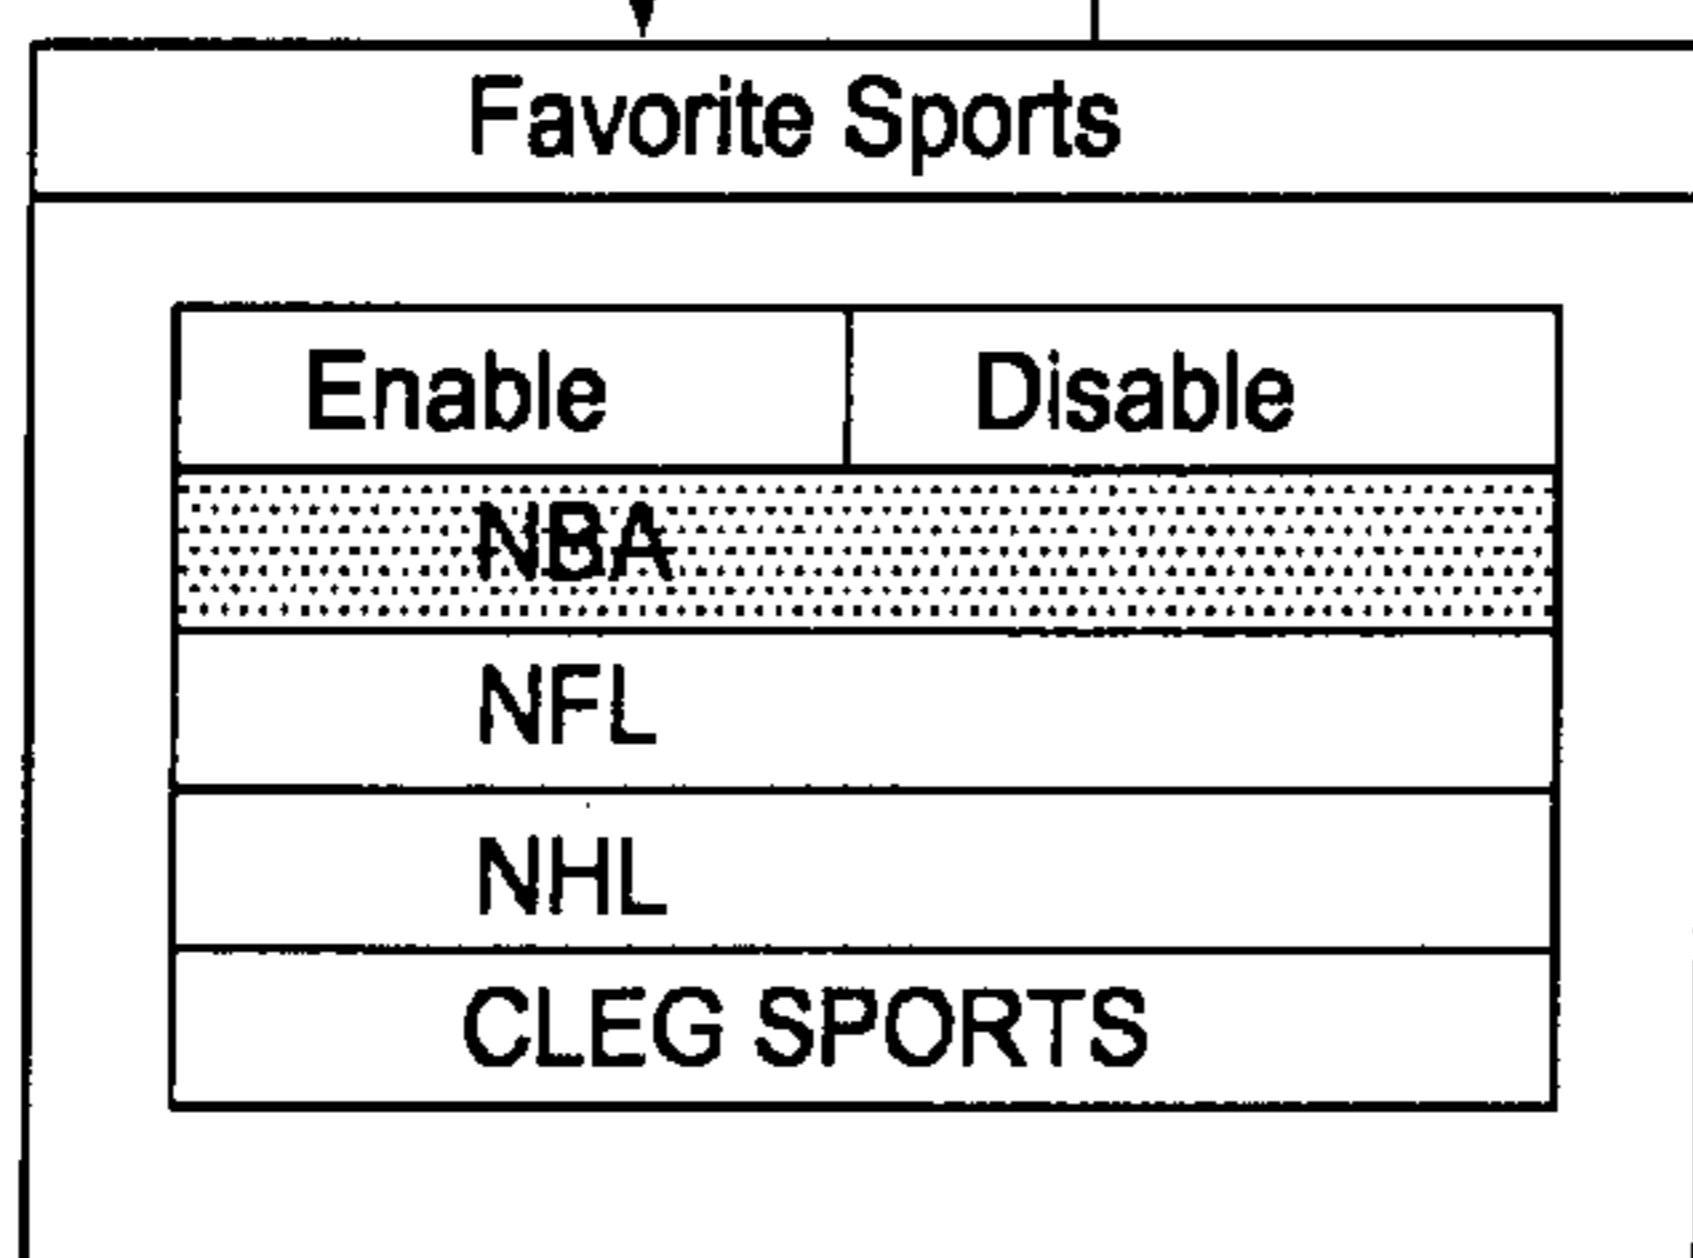 Favorite Sports
Enable Disable
NBA
NFL
NHL
CLEG SPORTS